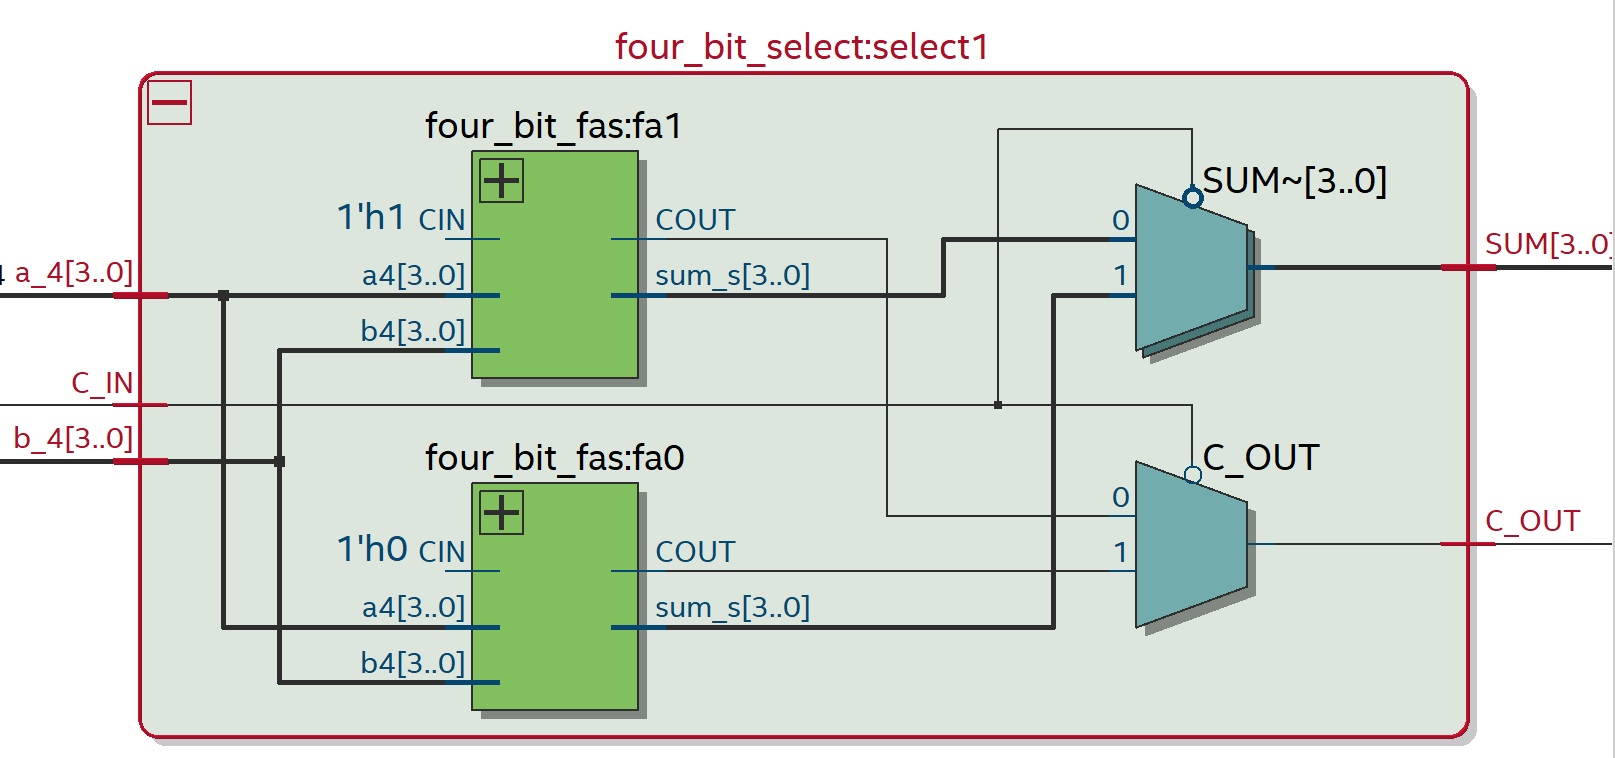 four_bit_select:select1
four_bit_fas:fa1
SUM~[3..0]
1'h1 CIN
COUT
0
SUM[3..0]
4 a_4[3..0]
a4[3..0]
sum_s[3..0]
1
b4[3..0]
C_IN
b_4[3..0]
four_bit_fas:fa0
C_OUT
0
C_OUT
1'h0 CIN
COUT
1
a4[3..0]
sum_s[3..0]
b4[3..0]